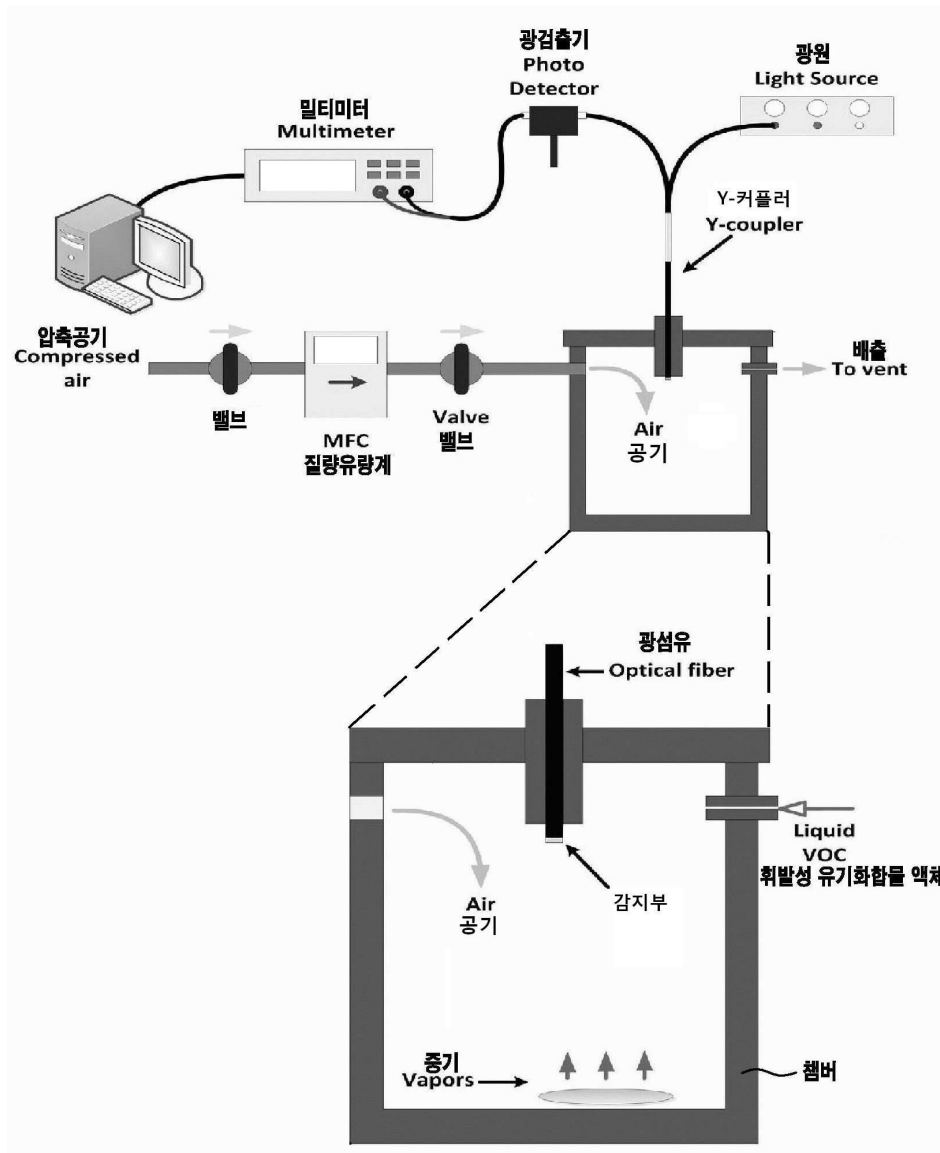 광검출기
Photo
Detector
광원
Light Source
밀티미터
Multimeter
Y-커플러
Y-coupler
압축공기
Compressed
air
밸브
MFC
질량유량계
Valve
밸브
Air
공기
배출
To vent
광섬유
Optical fiber
Liquid
VOC
휘발성 유기화합물 액체
Air
공기
감지부
증기
Vapors
챔버